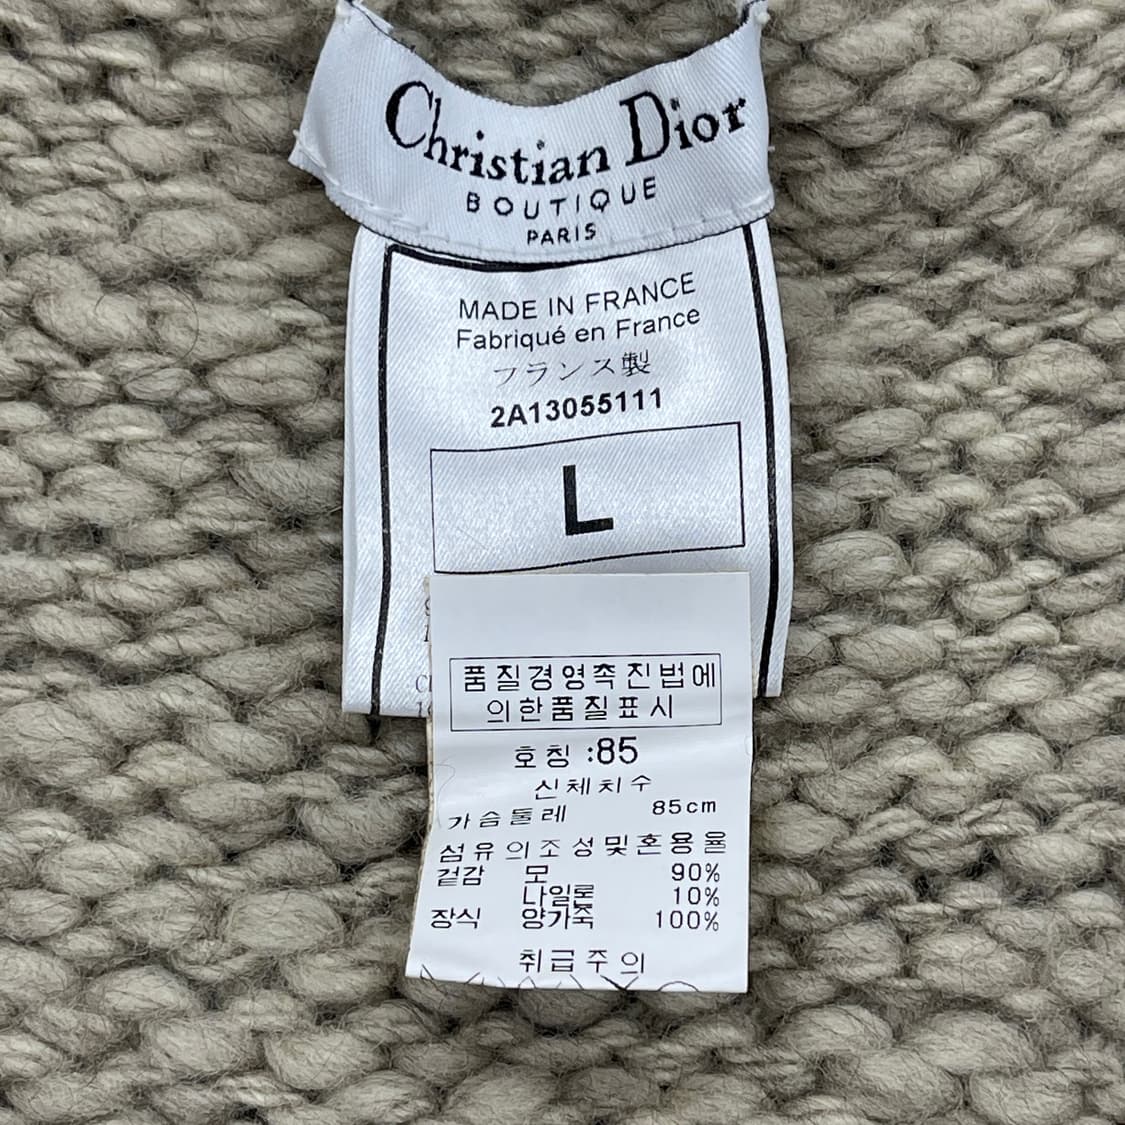 Christian Dior
BOUTIQUE
PARIS
MADE IN FRANCE
Fabriqué en France
フランス製
2A13055111
L
품질경영촉진법에
의한품질표시
호칭 :85
신체치수
가슴둘레 85cm
섬유의조성및혼용율
겉감 모 90%
나일론 10%
장식 양가죽 100%
취급주의